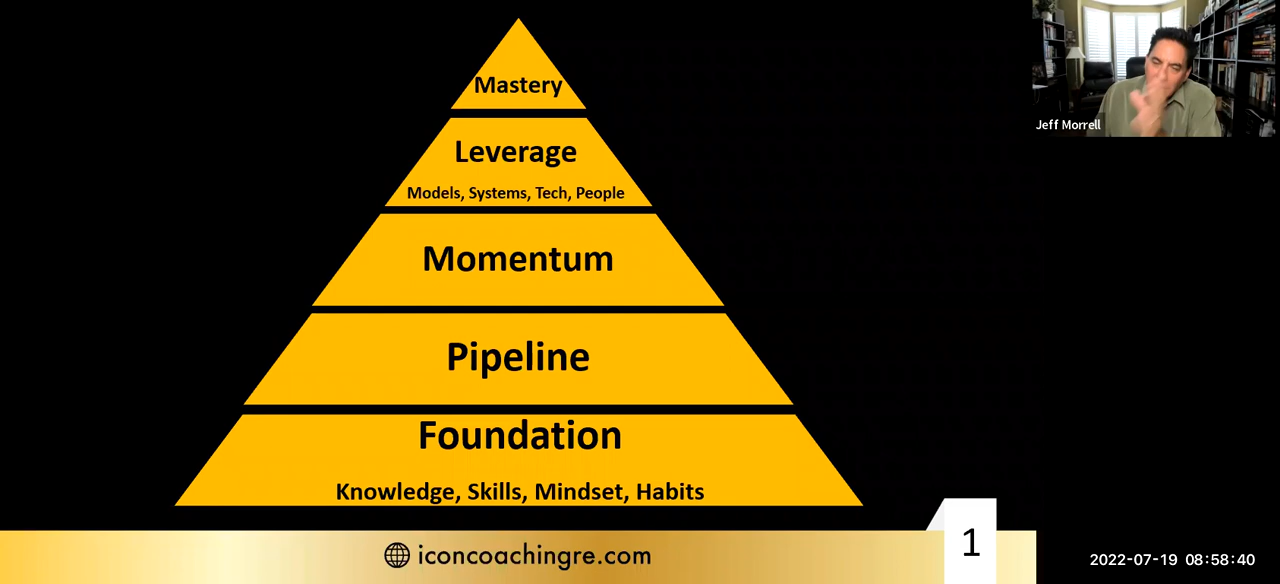 Mastery
Leverage
Models, Systems, Tech, People
Momentum
Pipeline
Foundation
Knowledge, Skills, Mindset, Habits
iconcoachingre.com
1
Jeff Morrell
2022-07-19 08:58:40